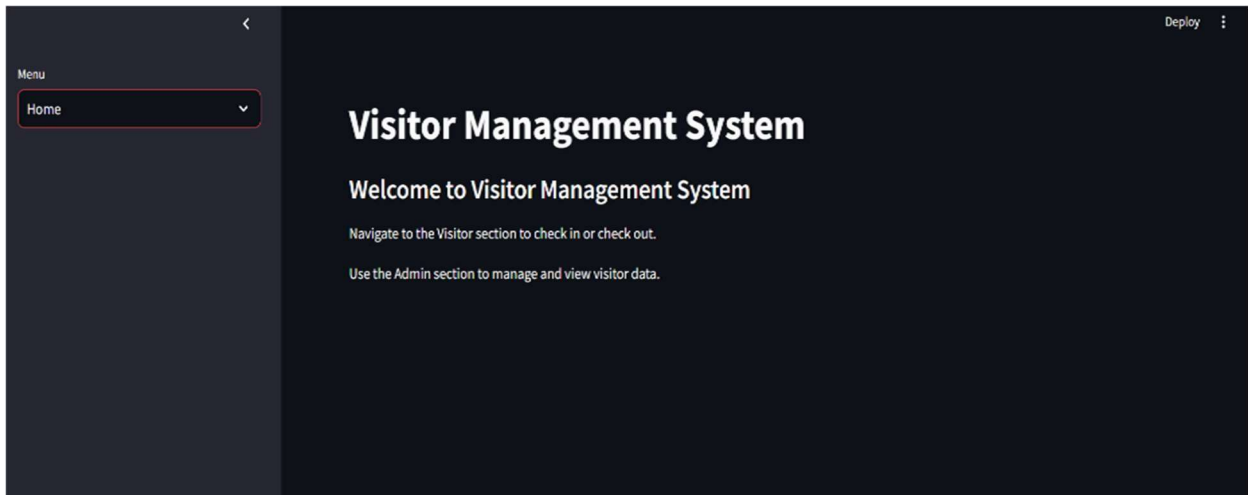 Deploy
Menu
Home
Visitor Management System
Welcome to Visitor Management System
Navigate to the Visitor section to check in or check out.
Use the Admin section to manage and view visitor data.